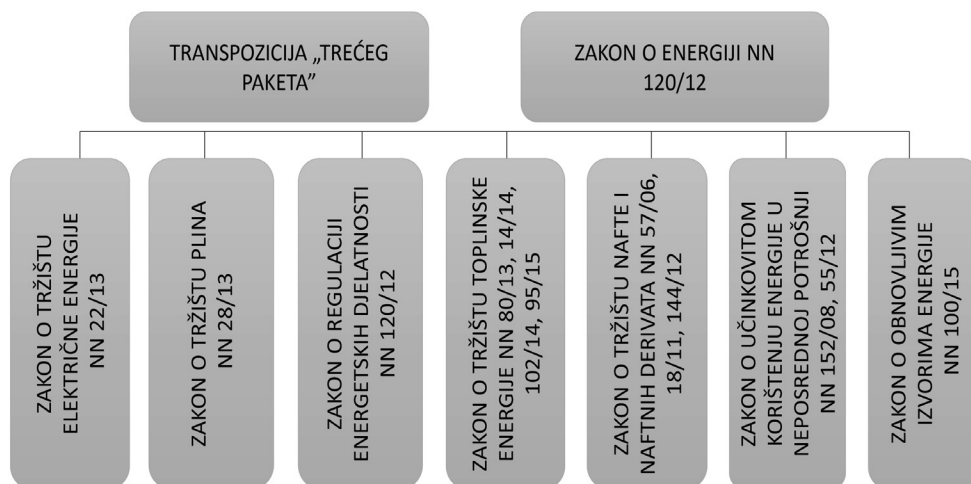 TRANSPOZICIJA „TREĆEG
PAKETA”
ZAKON O ENERGIJI NN
120/12
ZAKON O TRŽIŠTU
ELEKTRIČNE ENERGIJE
NN 22/13
ZAKON O TRŽIŠTU PLINA
NN 28/13
ZAKON O REGULACIJI
ENERGETSKIH DJELATNOSTI
NN 120/12
ZAKON O TRŽIŠTU TOPLINSKE
ENERGIJE NN 80/13, 14/14,
102/14, 95/15
ZAKON O TRŽIŠTU NAFTE I
NAFTNIH DERIVATA NN 57/06,
18/11, 144/12
ZAKON O UČINKOVITOM
KORIŠTENJU ENERGIJE U
NEPOSREDNOJ POTROŠNJI
NN 152/08, 55/12
ZAKON O OBNOVLJIVIM
IZVORIMA ENERGIJE
NN 100/15